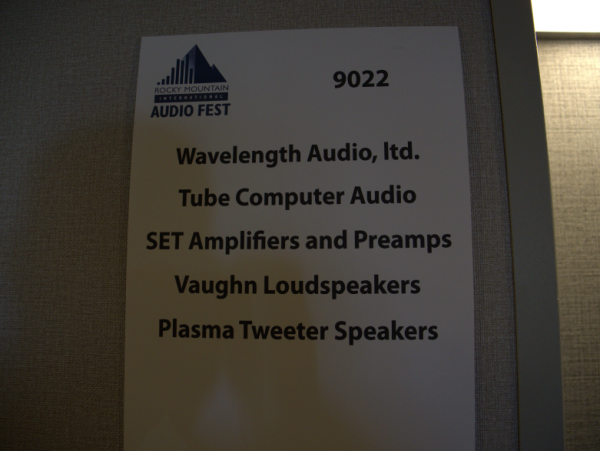 ROCKY MOUNTAIN
INTERNATIONAL
AUDIO FEST
9022
Wavelength Audio, ltd.
Tube Computer Audio
SET Amplifiers and Preamps
Vaughn Loudspeakers
Plasma Tweeter Speakers